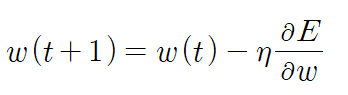 w(t+1) = w(t) − η ∂E/∂w